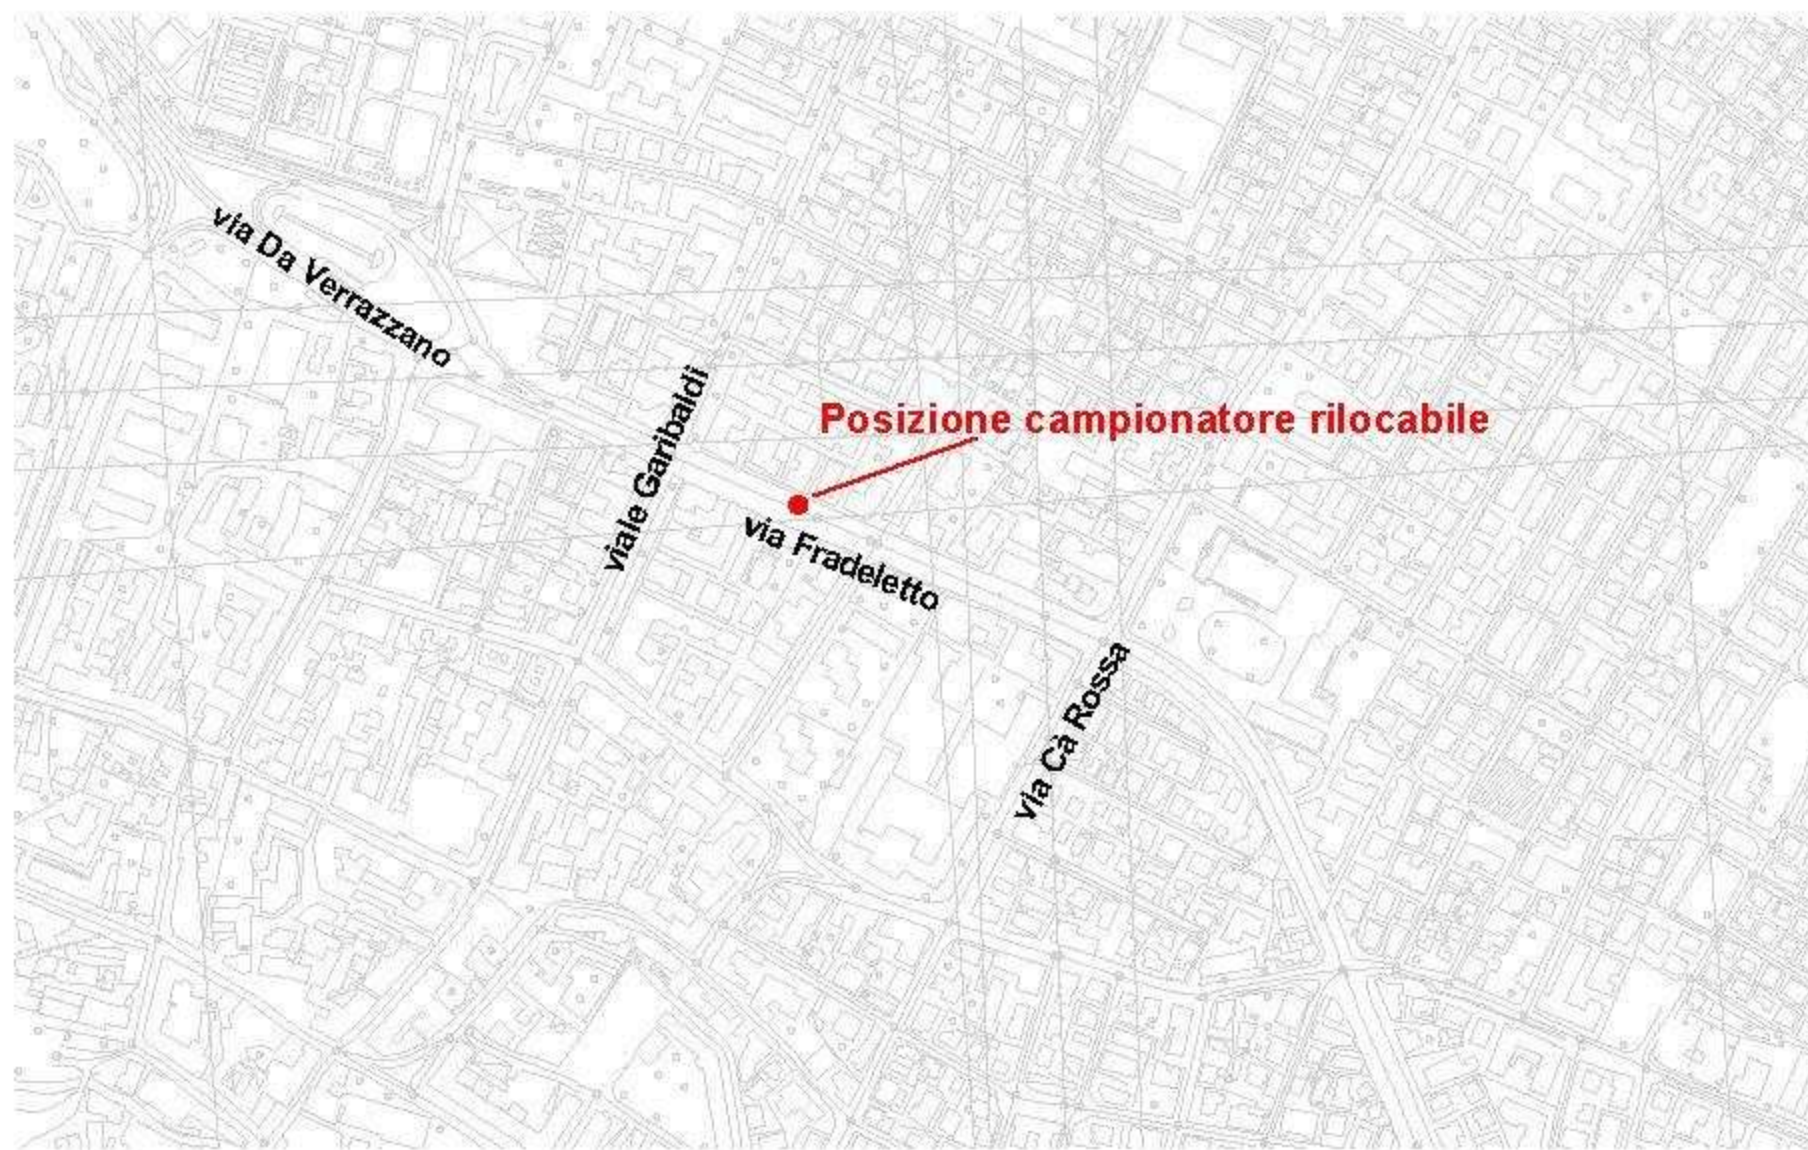 via Da Verrazzano
viale Garibaldi
Posizione campionatore rilocabile
via Fradeletto
via Cà Rossa